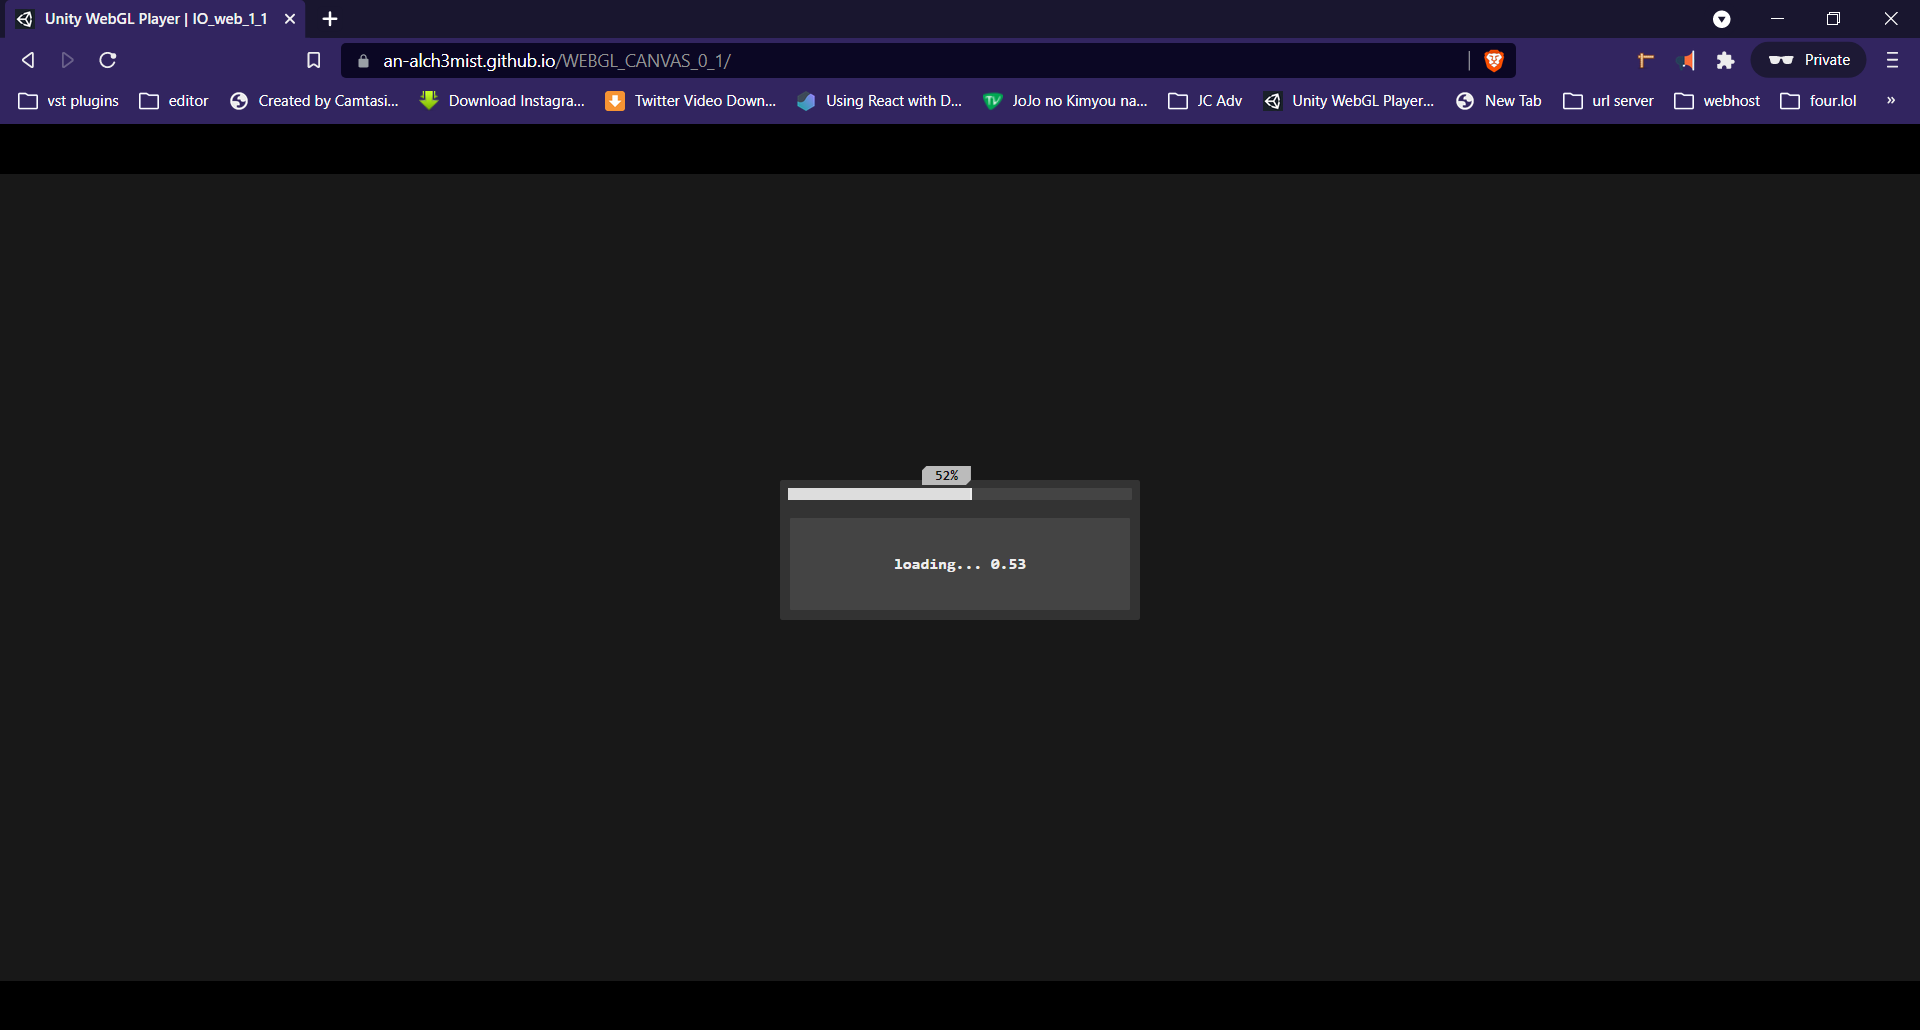 Unity WebGL Player | IO_web_1_1
an-alch3mist.github.io/WEBGL_CANVAS_0_1/
Private
vst plugins editor Created by Camtasi... Download Instagra... Twitter Video Down... Using React with D... JoJo no Kimyou na... JC Adv Unity WebGL Player... New Tab url server webhost four.lol »
52%
loading... 0.53